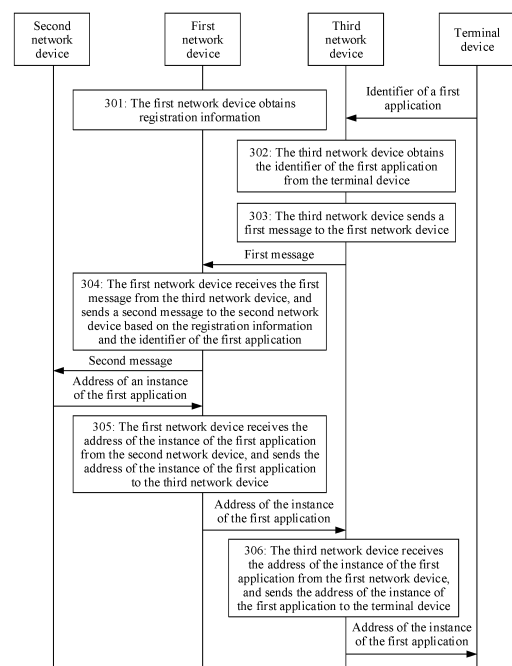 Second
network
device
First
network
device
Third
network
device
Terminal
device
Identifier of a first
application
301: The first network device obtains
registration information
302: The third network device obtains
the identifier of the first application
from the terminal device
303: The third network device sends a
first message to the first network device
First message
304: The first network device receives the first
message from the third network device, and
sends a second message to the second network
device based on the registration information
and the identifier of the first application
Second message
Address of an instance
of the first application
305: The first network device receives the
address of the instance of the first application
from the second network device, and sends the
address of the instance of the first application
to the third network device
Address of the instance
of the first application
306: The third network device receives
the address of the instance of the first
application from the first network device,
and sends the address of the instance of
the first application to the terminal device
Address of the instance
of the first application